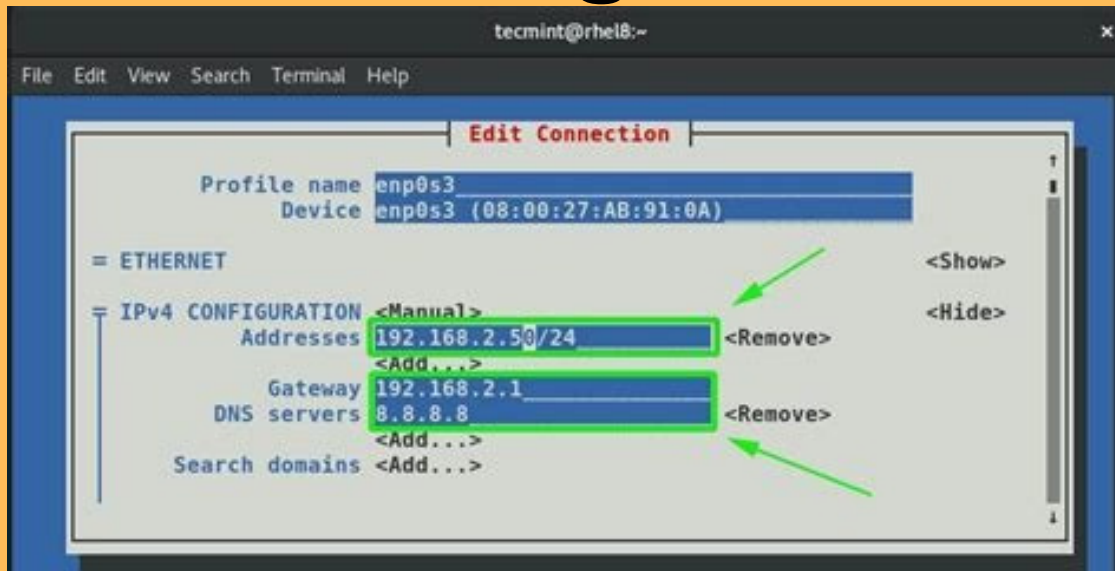 tecmint@rhel8:~ ×
File Edit View Search Terminal Help
Edit Connection
Profile name enp0s3
Device enp0s3 (08:00:27:AB:91:0A)
= ETHERNET <Show>
= IPv4 CONFIGURATION <Manual> <Hide>
Addresses 192.168.2.50/24 <Remove>
<Add...>
Gateway 192.168.2.1
DNS servers 8.8.8.8 <Remove>
<Add...>
Search domains <Add...>